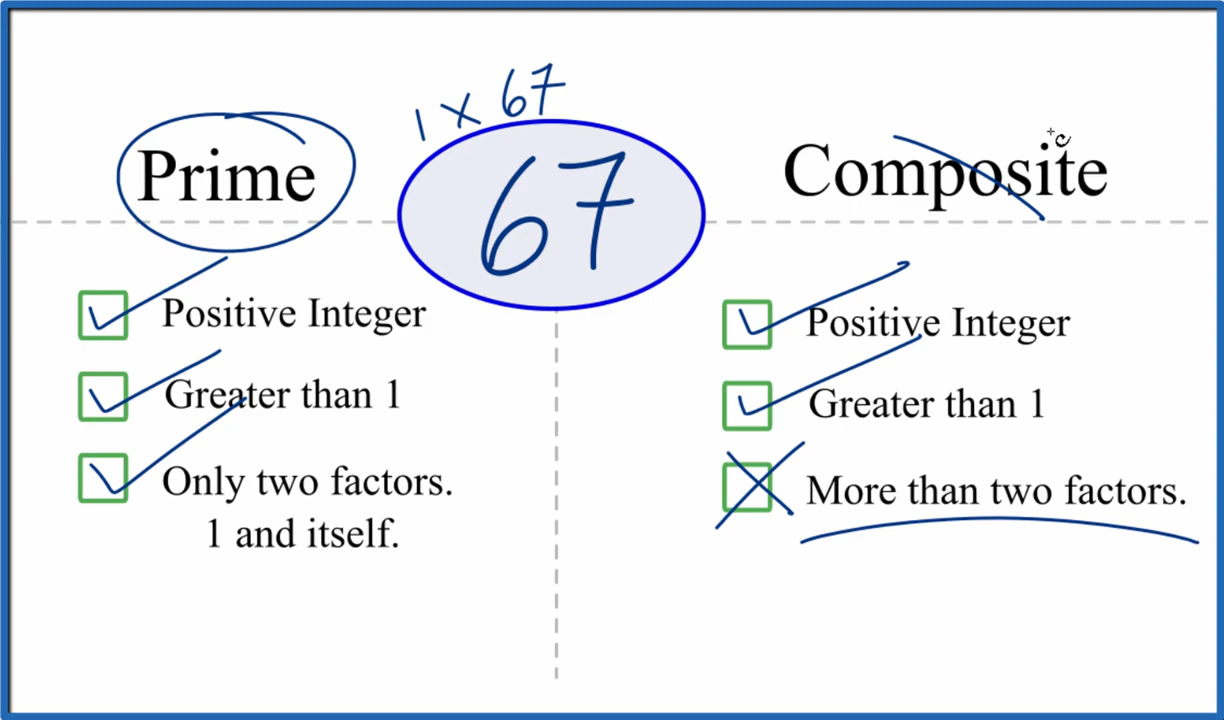 1 x 67
Prime
67
Composite
Positive Integer
Greater than 1
Only two factors.
1 and itself.
Positive Integer
Greater than 1
More than two factors.